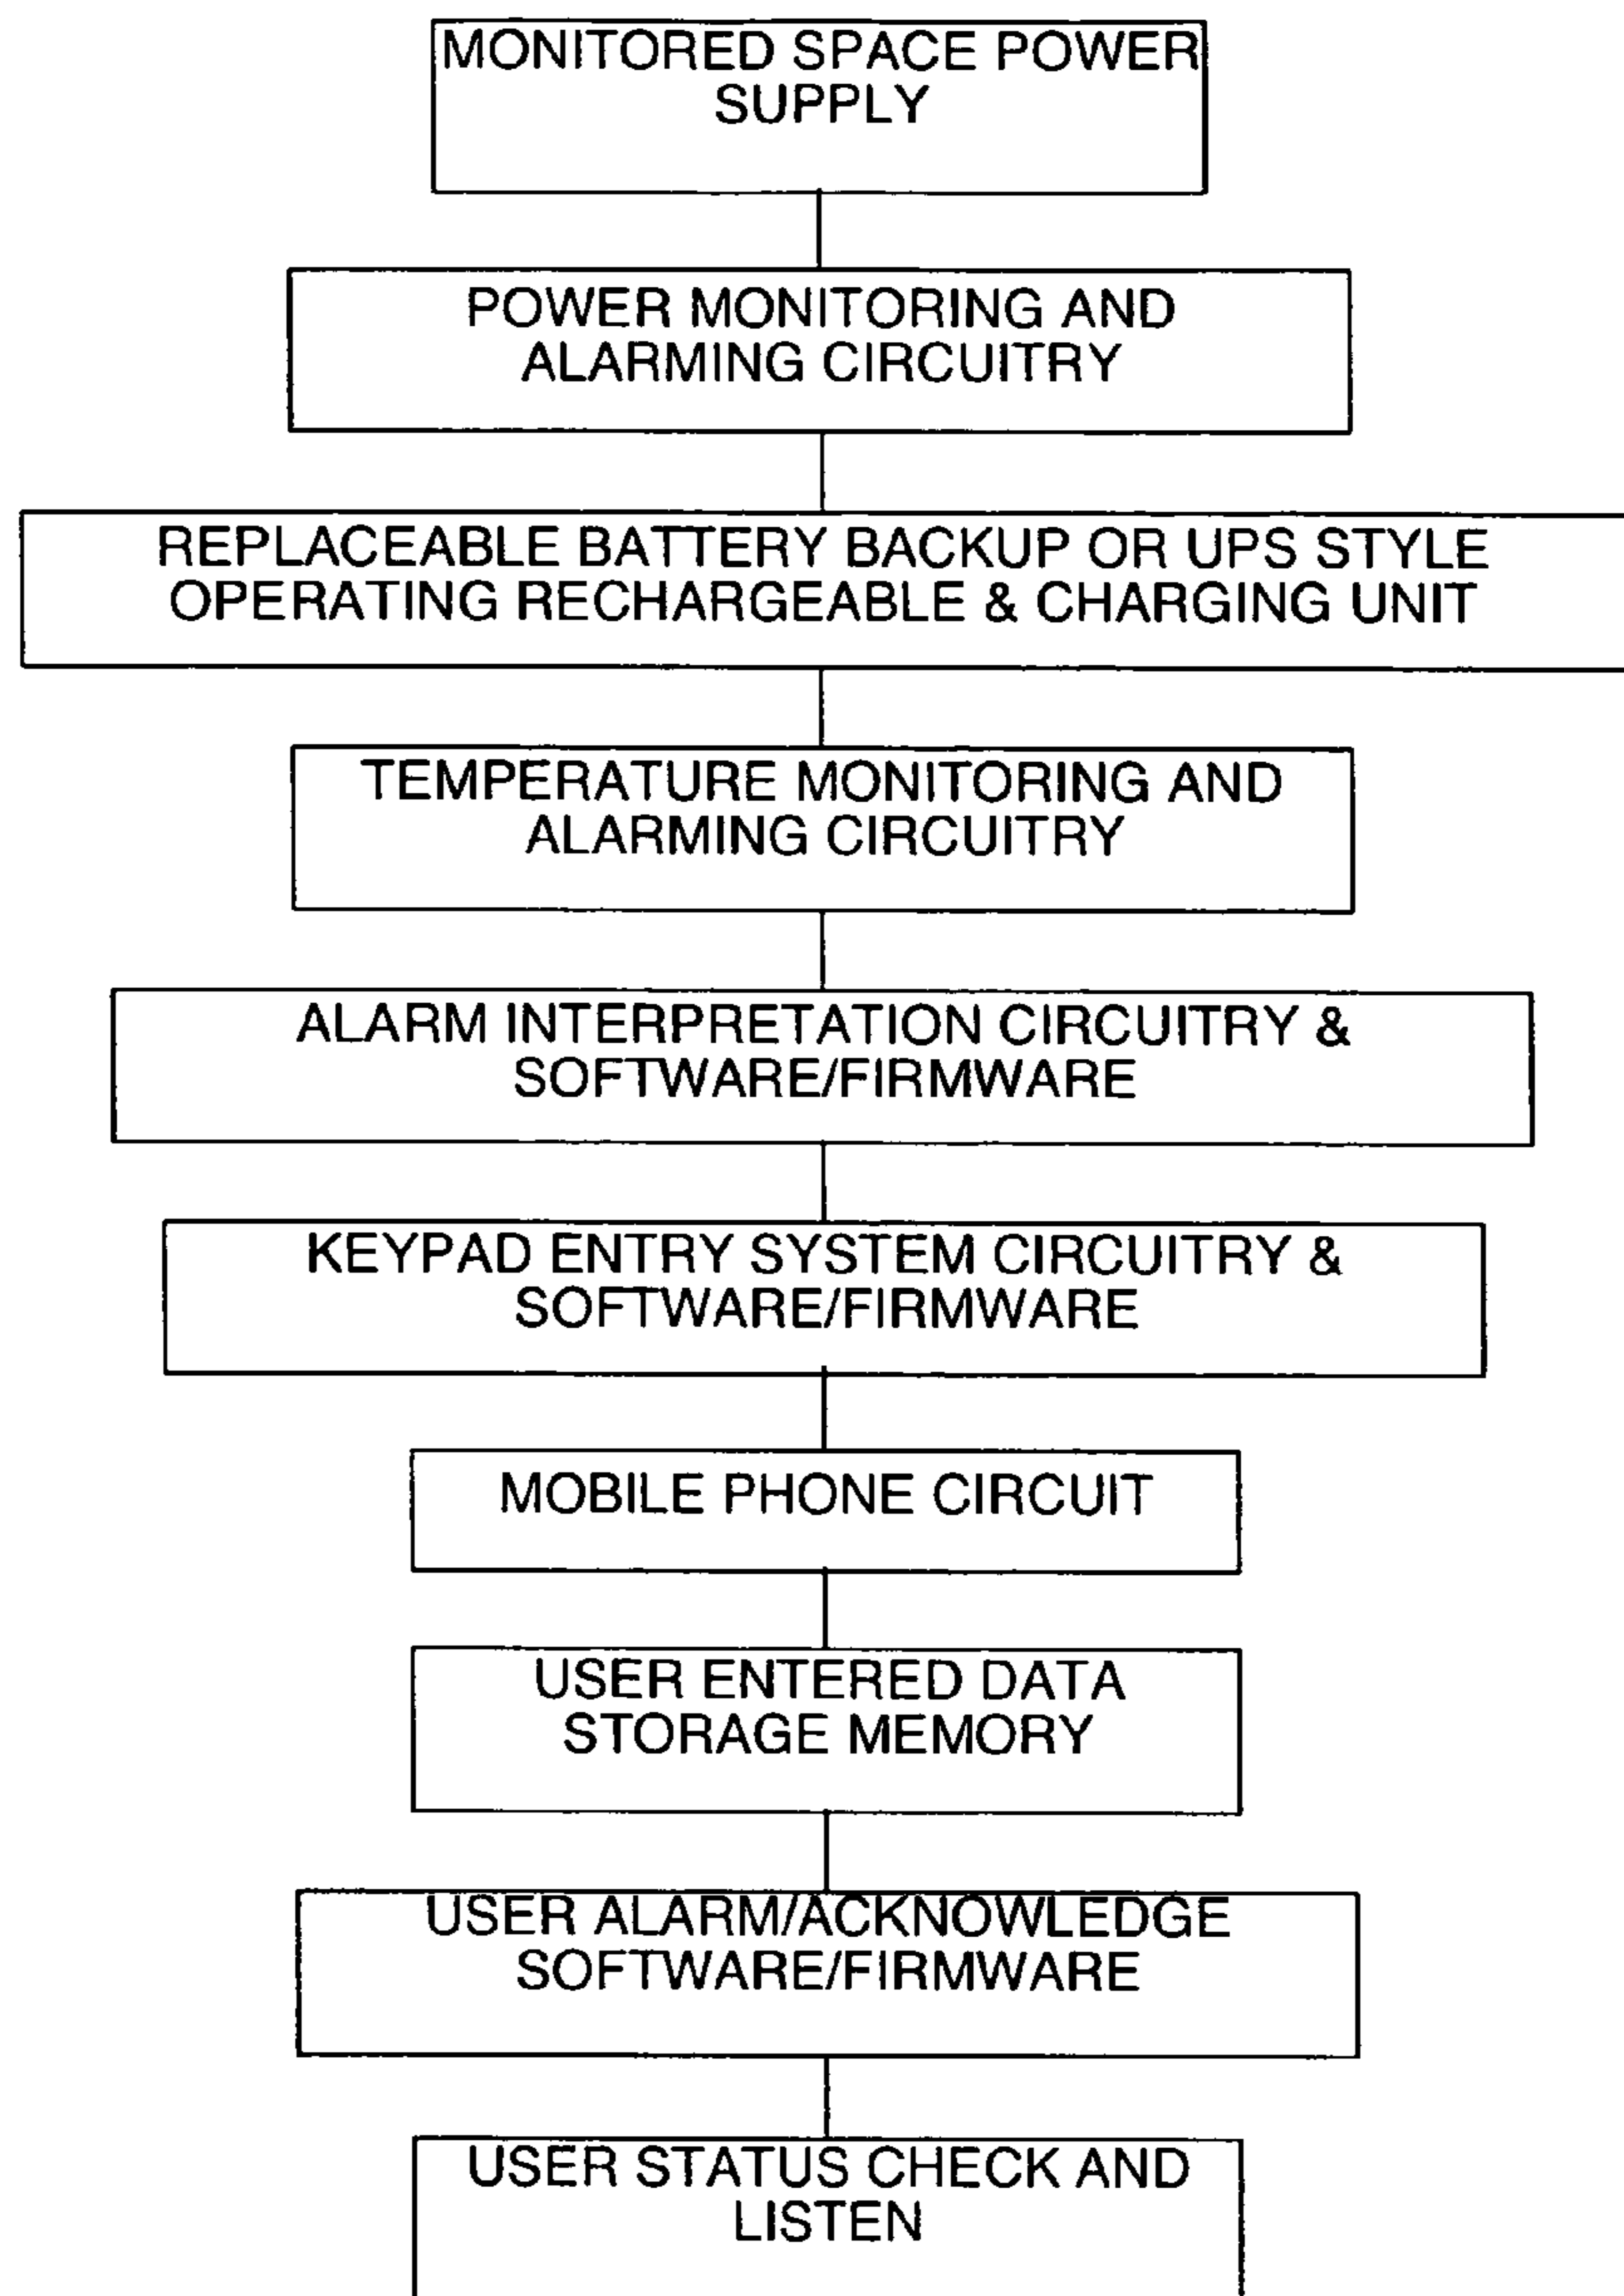 MONITORED SPACE POWER
SUPPLY
POWER MONITORING AND
ALARMING CIRCUITRY
REPLACEABLE BATTERY BACKUP OR UPS STYLE
OPERATING RECHARGEABLE & CHARGING UNIT
TEMPERATURE MONITORING AND
ALARMING CIRCUITRY
ALARM INTERPRETATION CIRCUITRY &
SOFTWARE/FIRMWARE
KEYPAD ENTRY SYSTEM CIRCUITRY &
SOFTWARE/FIRMWARE
MOBILE PHONE CIRCUIT
USER ENTERED DATA
STORAGE MEMORY
USER ALARM/ACKNOWLEDGE
SOFTWARE/FIRMWARE
USER STATUS CHECK AND
LISTEN